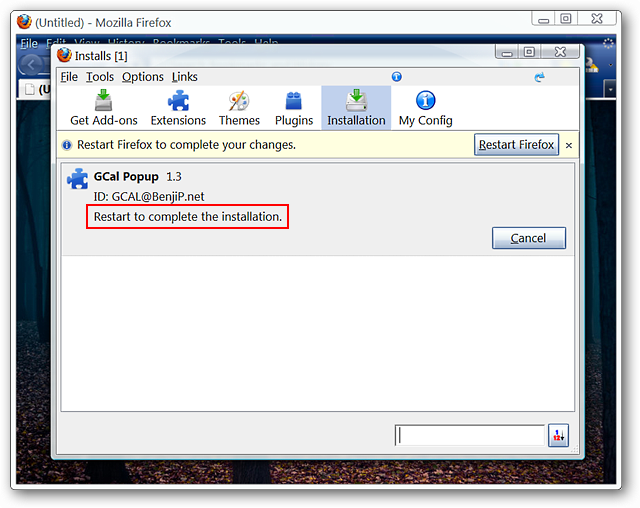 (Untitled) - Mozilla Firefox
File Edit View History Bookmarks Tools Help
(U
Installs [1]
File Tools Options Links
Get Add-ons Extensions Themes Plugins Installation My Config
Restart Firefox to complete your changes. Restart Firefox
GCal Popup 1.3
ID: GCAL@BenjiP.net
Restart to complete the installation.
Cancel